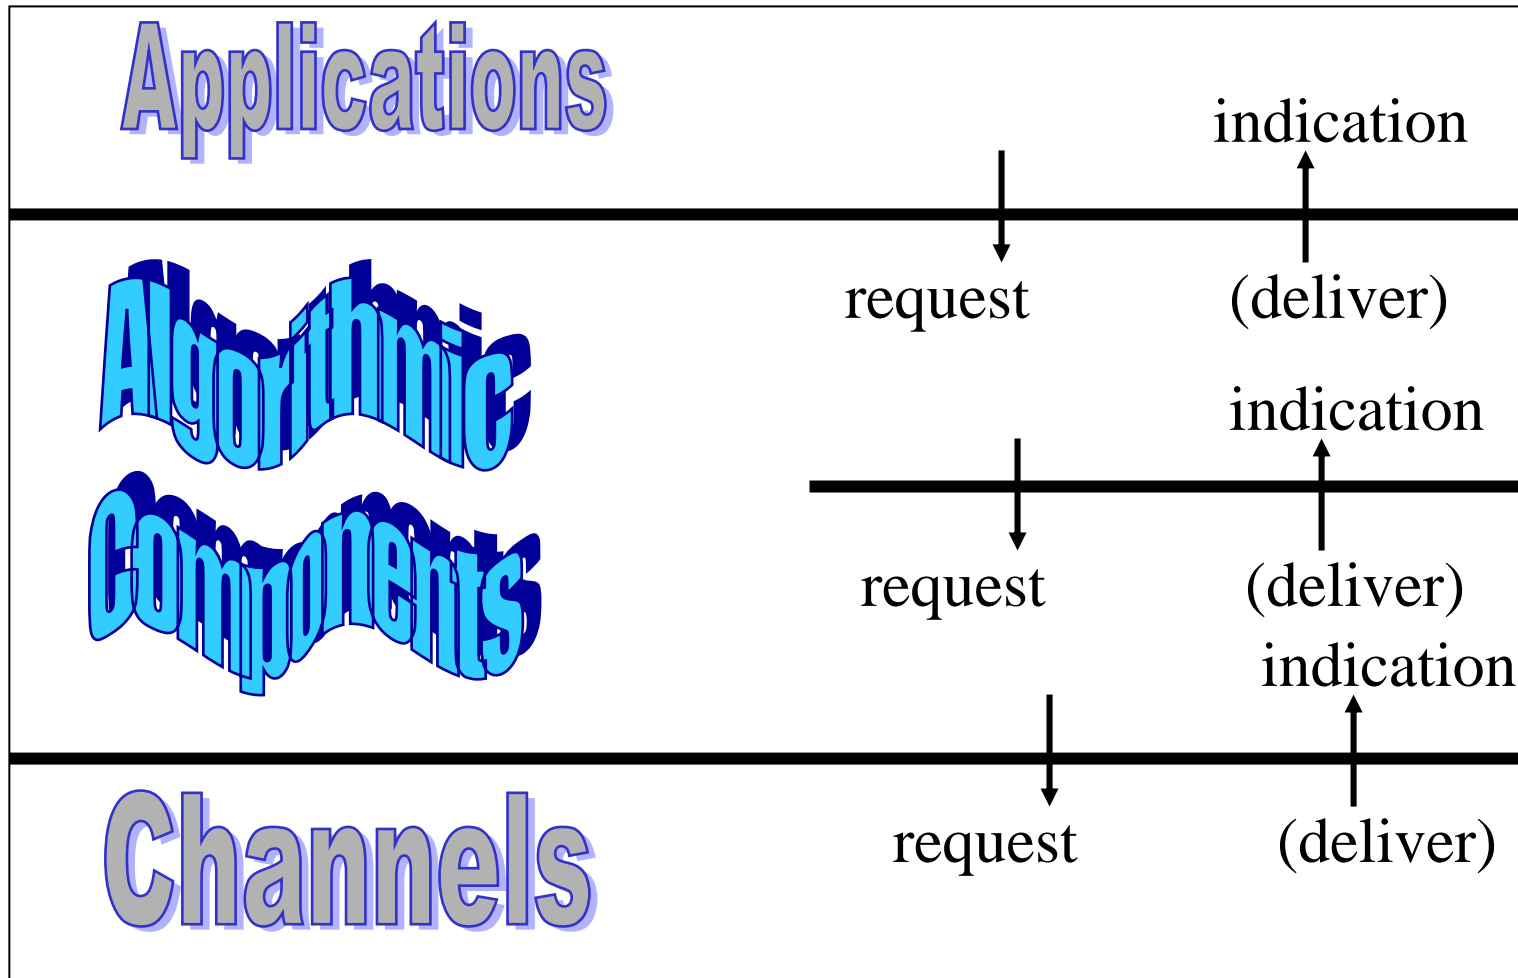 Applications
indication
request (deliver)
Algorithmic
indication
Components
request (deliver)
indication
Channels
request (deliver)